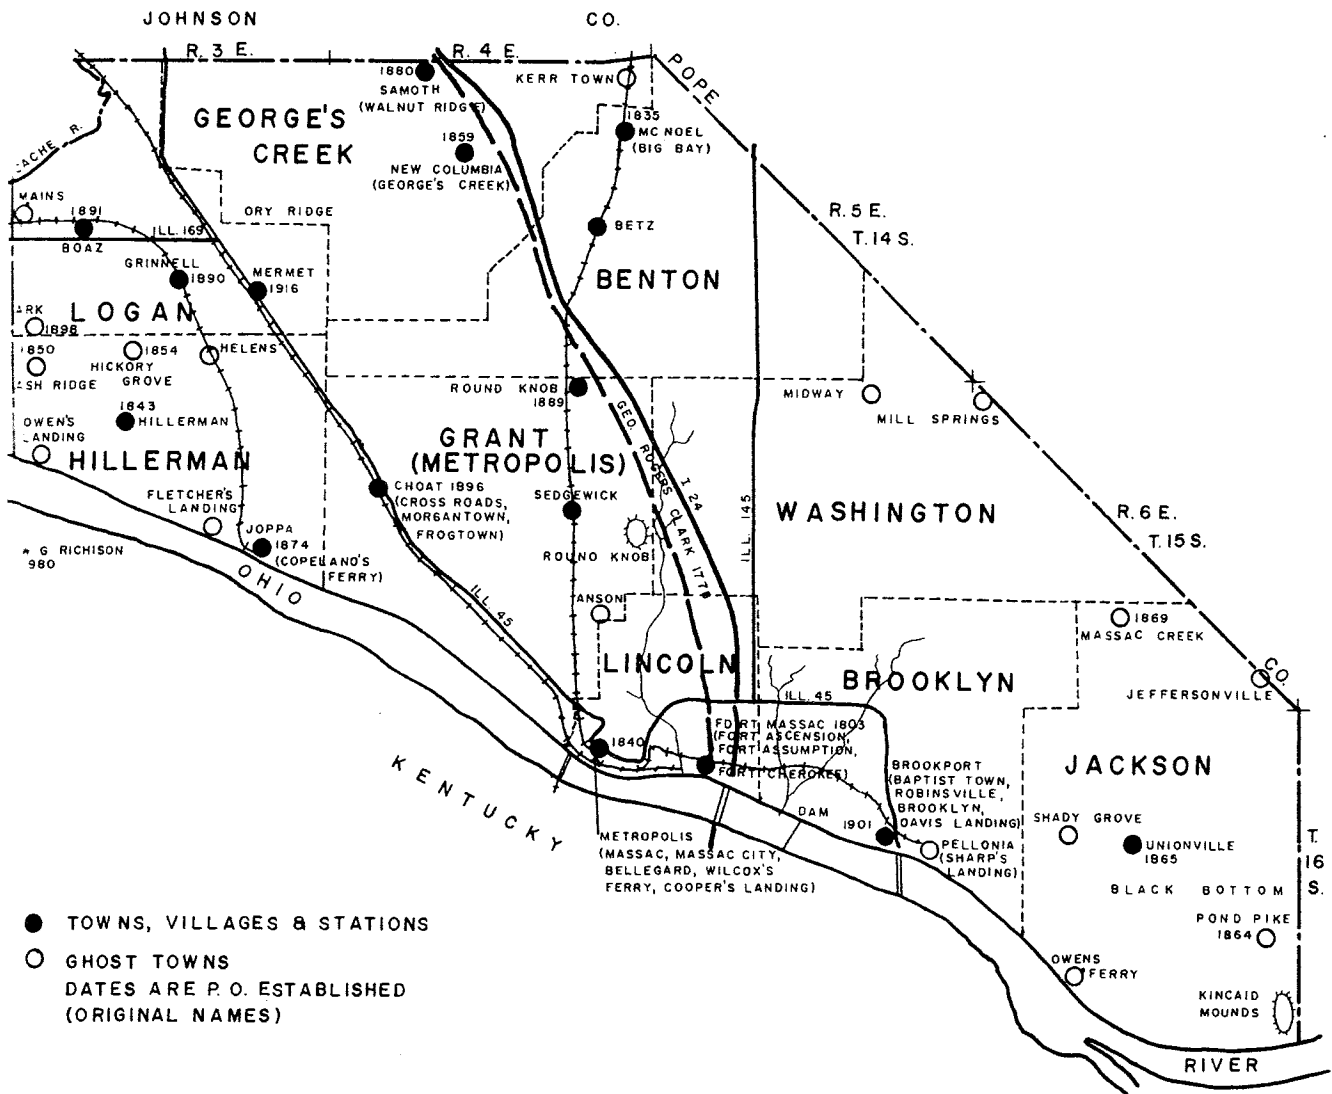 JOHNSON CO.
R. 3 E. R. 4 E.
POPE
1880
SAMOTH
(WALNUT RIDGE)
KERR TOWN
1835
MC NOEL
(BIG BAY)
GEORGE'S
CREEK
1859
NEW COLUMBIA
(GEORGE'S CREEK)
CACHE R.
MAINS
1891
BOAZ
ILL. 169
ORY RIDGE
BETZ
R. 5 E.
T. 14 S.
GRINNELL
1890
MERMET
1916
BENTON
LOGAN
ARK
1898
1850
ASH RIDGE
1854
HICKORY
GROVE
HELENS
ROUND KNOB
1889
MIDWAY
MILL SPRINGS
1843
HILLERMAN
OWEN'S
LANDING
HILLERMAN
GRANT
(METROPOLIS)
GEO. ROGERS CLARK 1778
I 24
ILL. 145
CHOAT 1896
(CROSS ROADS,
MORGANTOWN,
FROGTOWN)
SEDGEWICK
WASHINGTON
R. 6 E.
T. 15 S.
FLETCHER'S
LANDING
JOPPA
1874
(COPELAND'S
FERRY)
G RICHISON
980
ROUND KNOB
OHIO
ILL. 45
ANSON
1869
MASSAC CREEK
LINCOLN
BROOKLYN
CO.
JEFFERSONVILLE
ILL. 45
1840
FORT MASSAC 1803
(FORT ASCENSION,
FORT ASSUMPTION,
FORT CHEROKEE)
KENTUCKY
BROOKPORT
(BAPTIST TOWN,
ROBINSVILLE,
BROOKLYN,
DAVIS LANDING)
JACKSON
DAM
1901
SHADY GROVE
METROPOLIS
(MASSAC, MASSAC CITY,
BELLEGARD, WILCOX'S
FERRY, COOPER'S LANDING)
PELLONIA
(SHARP'S
LANDING)
UNIONVILLE
1865
T.
16
S.
BLACK BOTTOM
POND PIKE
1864
OWENS
FERRY
KINCAID
MOUNDS
RIVER
TOWNS, VILLAGES & STATIONS
GHOST TOWNS
DATES ARE P. O. ESTABLISHED
(ORIGINAL NAMES)